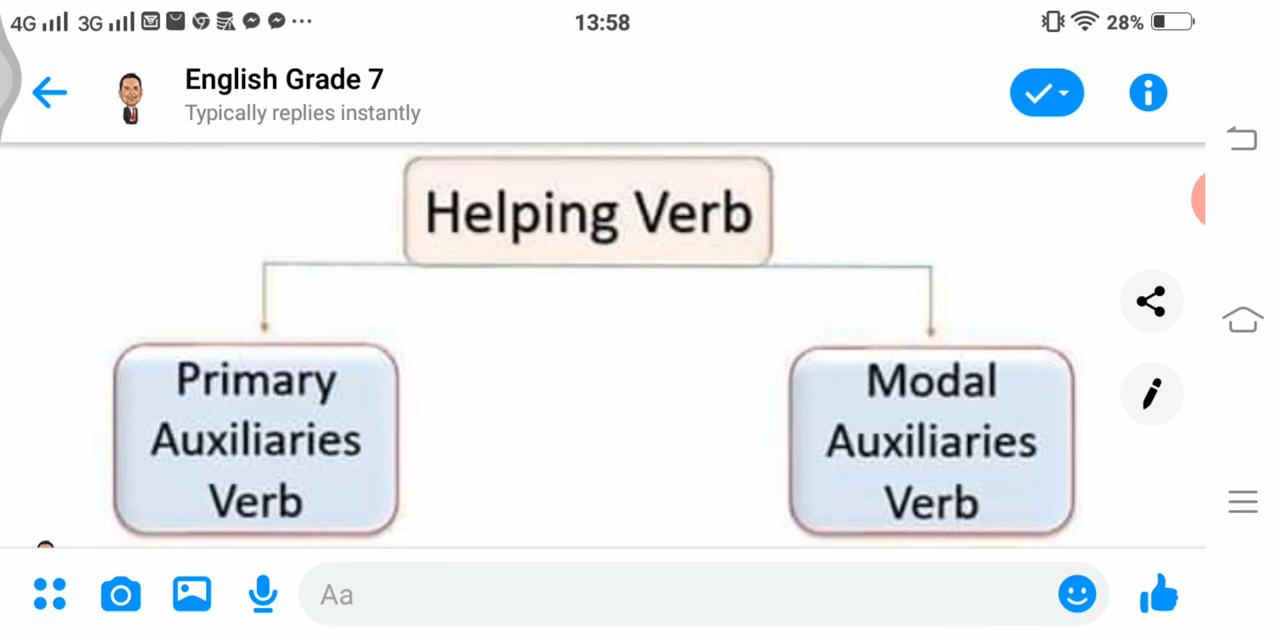 4G 3G 13:58 28%
English Grade 7
Typically replies instantly
Helping Verb
Primary
Auxiliaries
Verb
Modal
Auxiliaries
Verb
Aa